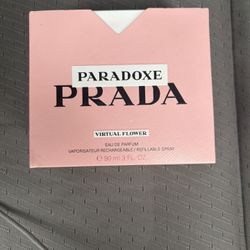 PARADOXE
PRADA
VIRTUAL FLOWER
EAU DE PARFUM
VAPORISATEUR RECHARGEABLE / REFILLABLE SPRAY
℮ 90 ml 3 FL. OZ.